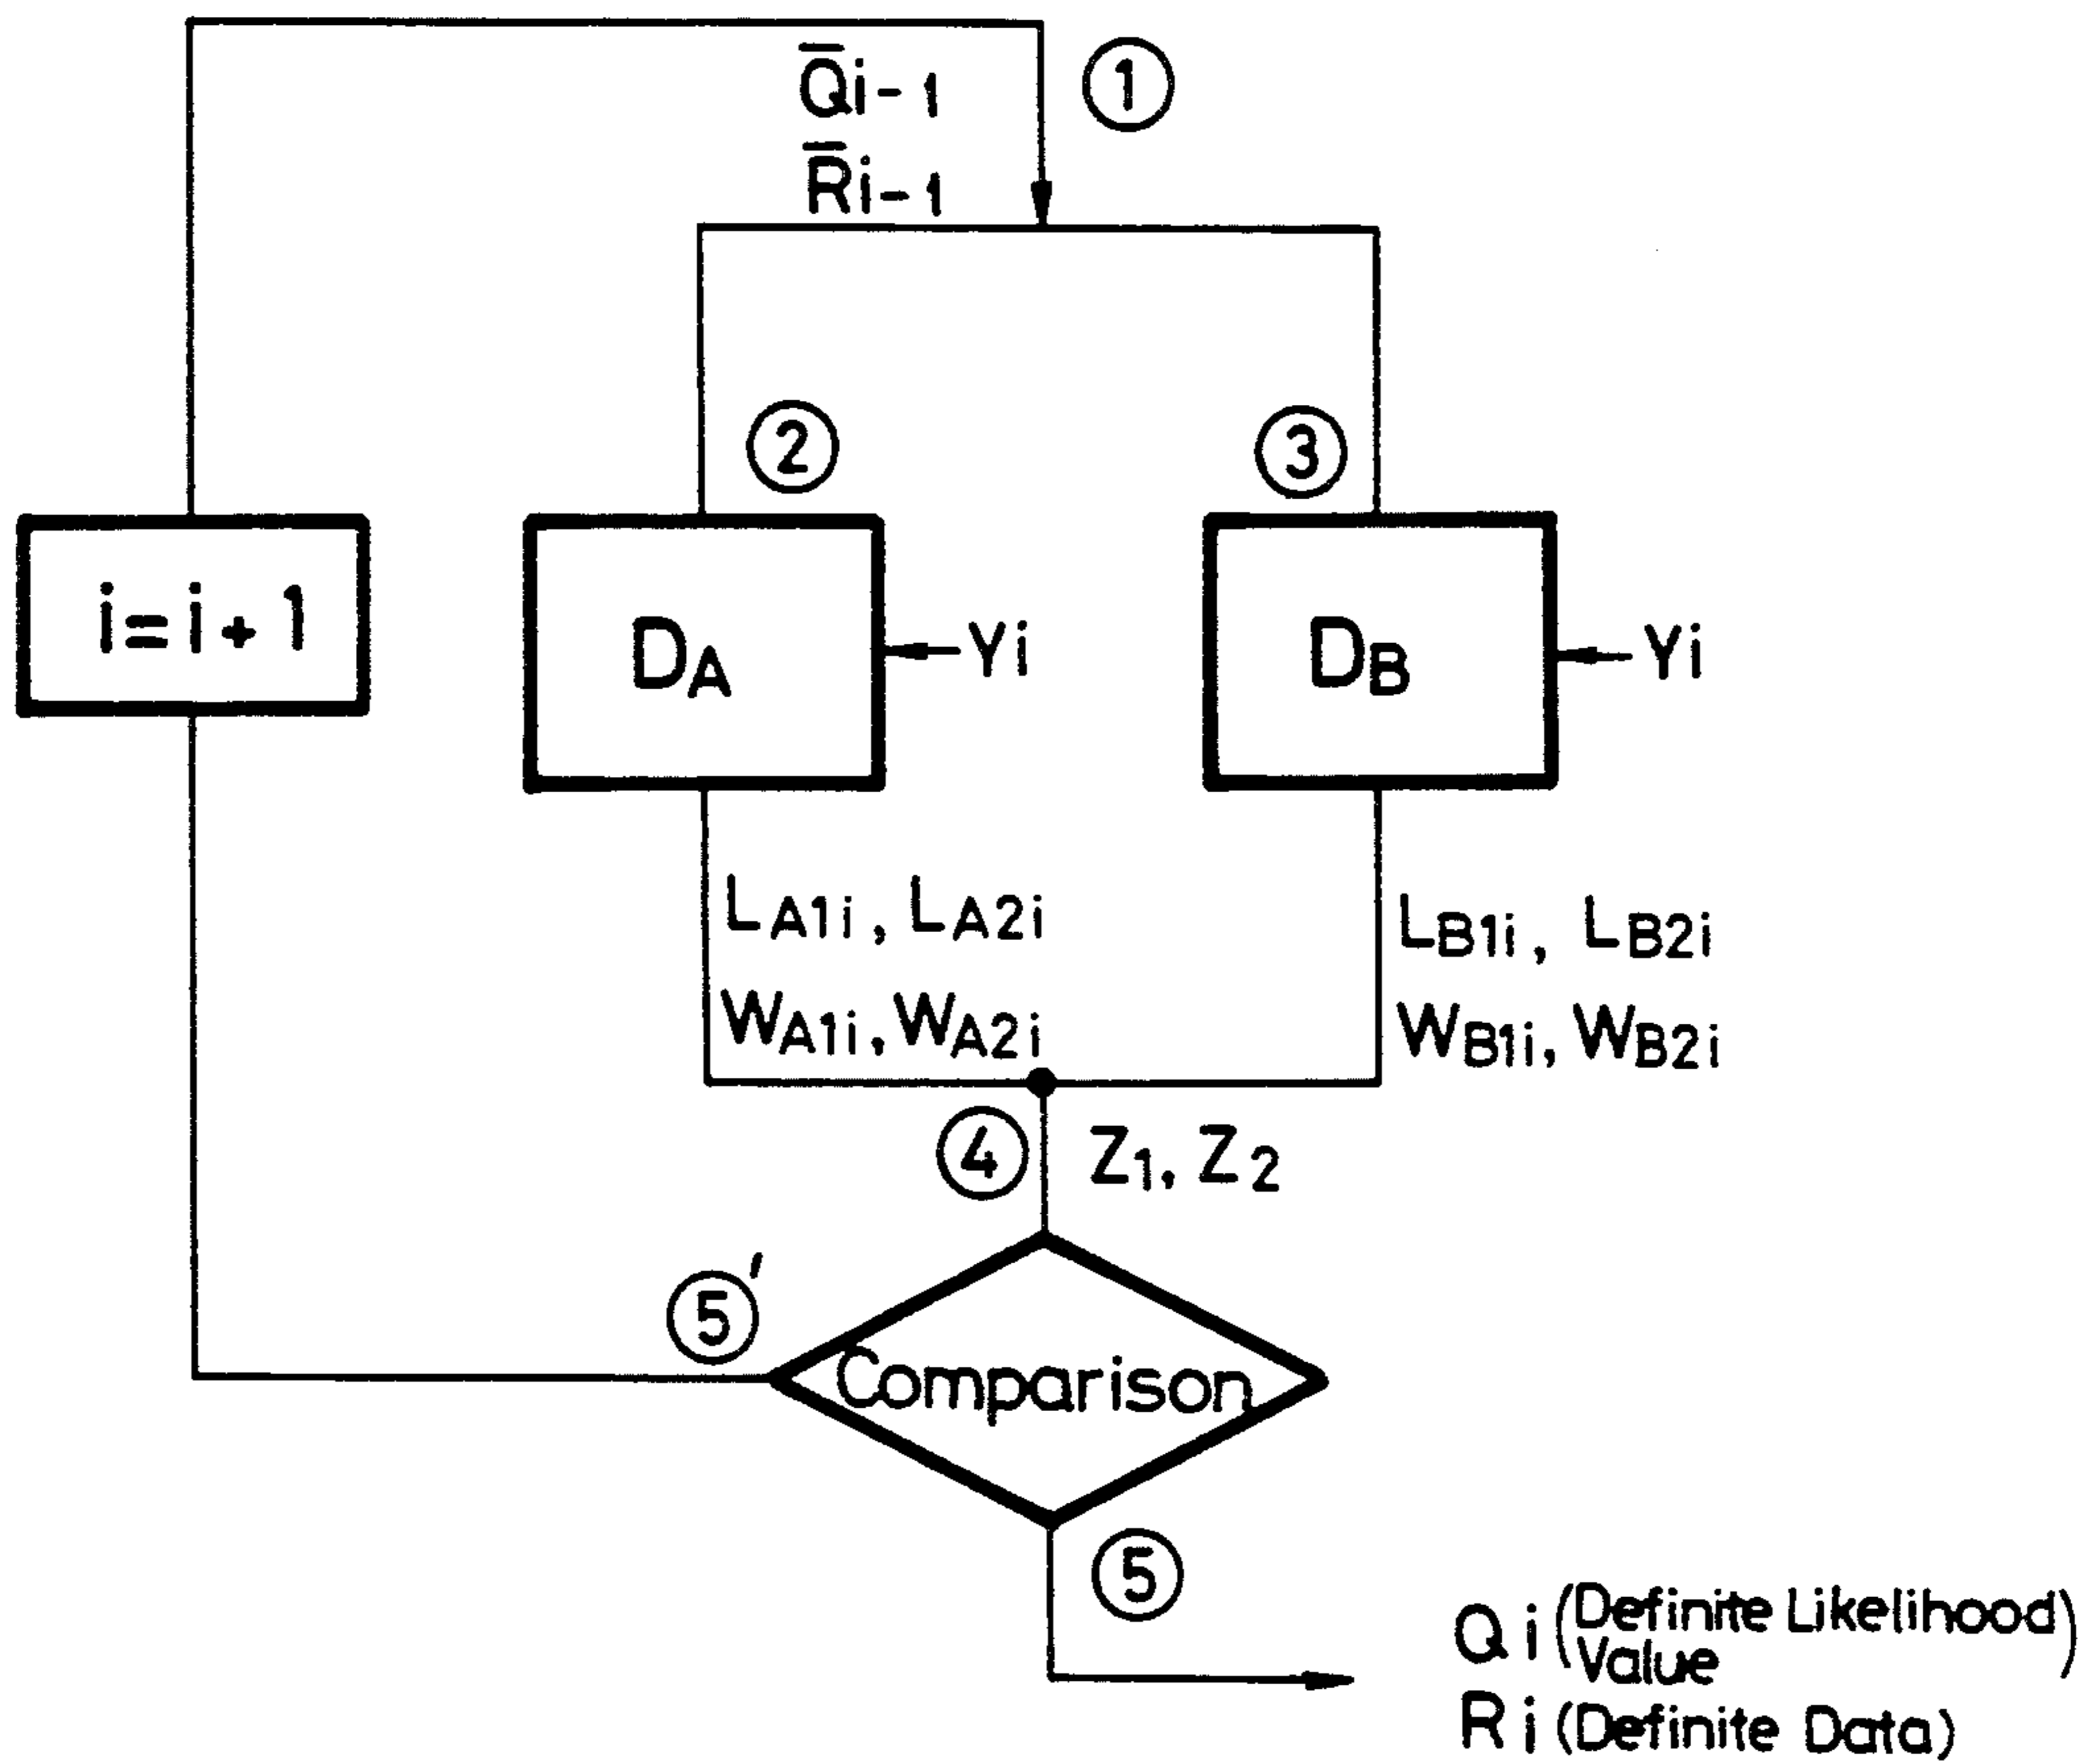 Q̄i-1
①
R̄i-1
②
③
i=i+1
DA
Yi
DB
Yi
LA1i, LA2i
LB1i, LB2i
WA1i, WA2i
WB1i, WB2i
④
Z1, Z2
⑤'
Comparison
⑤
Qi (Definite Likelihood
Value)
Ri (Definite Data)